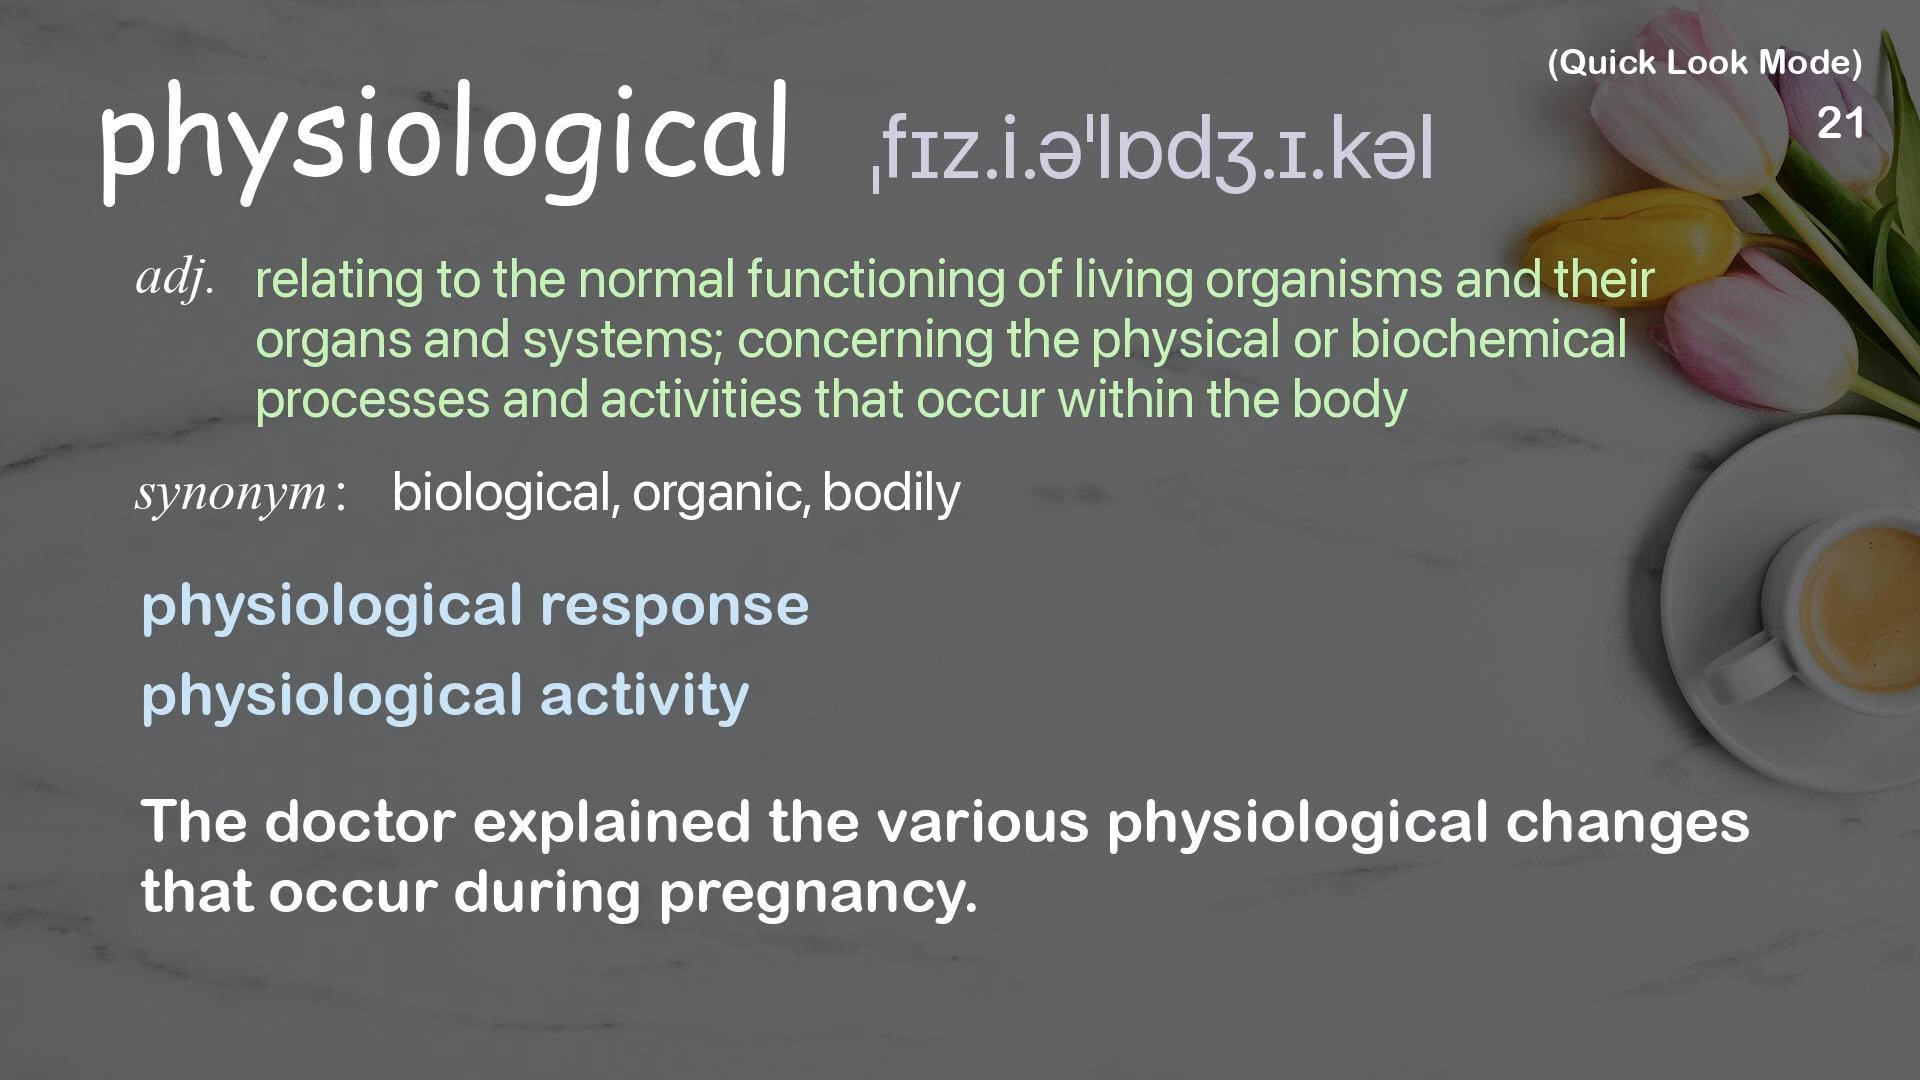 (Quick Look Mode)
21
physiological ˌfɪz.i.əˈlɒdʒ.ɪ.kəl
adj. relating to the normal functioning of living organisms and their
organs and systems; concerning the physical or biochemical
processes and activities that occur within the body
synonym: biological, organic, bodily
physiological response
physiological activity
The doctor explained the various physiological changes
that occur during pregnancy.